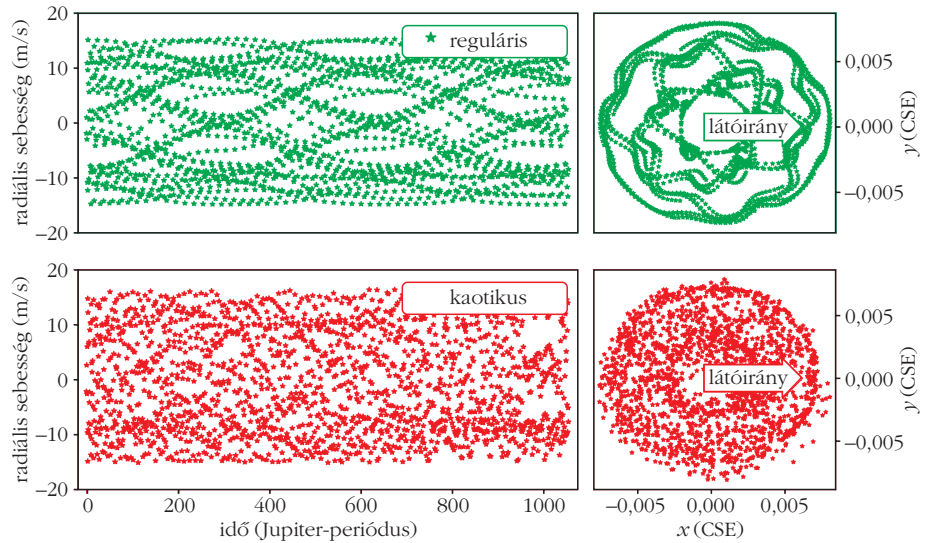 20
10
0
–10
–20
radiális sebesség (m/s)
reguláris
látóirány
0,005
0,000
–0,005
y (CSE)
20
10
0
–10
–20
radiális sebesség (m/s)
kaotikus
látóirány
0,005
0,000
–0,005
y (CSE)
0 200 400 600 800 1000
idő (Jupiter-periódus)
–0,005 0,000 0,005
x (CSE)